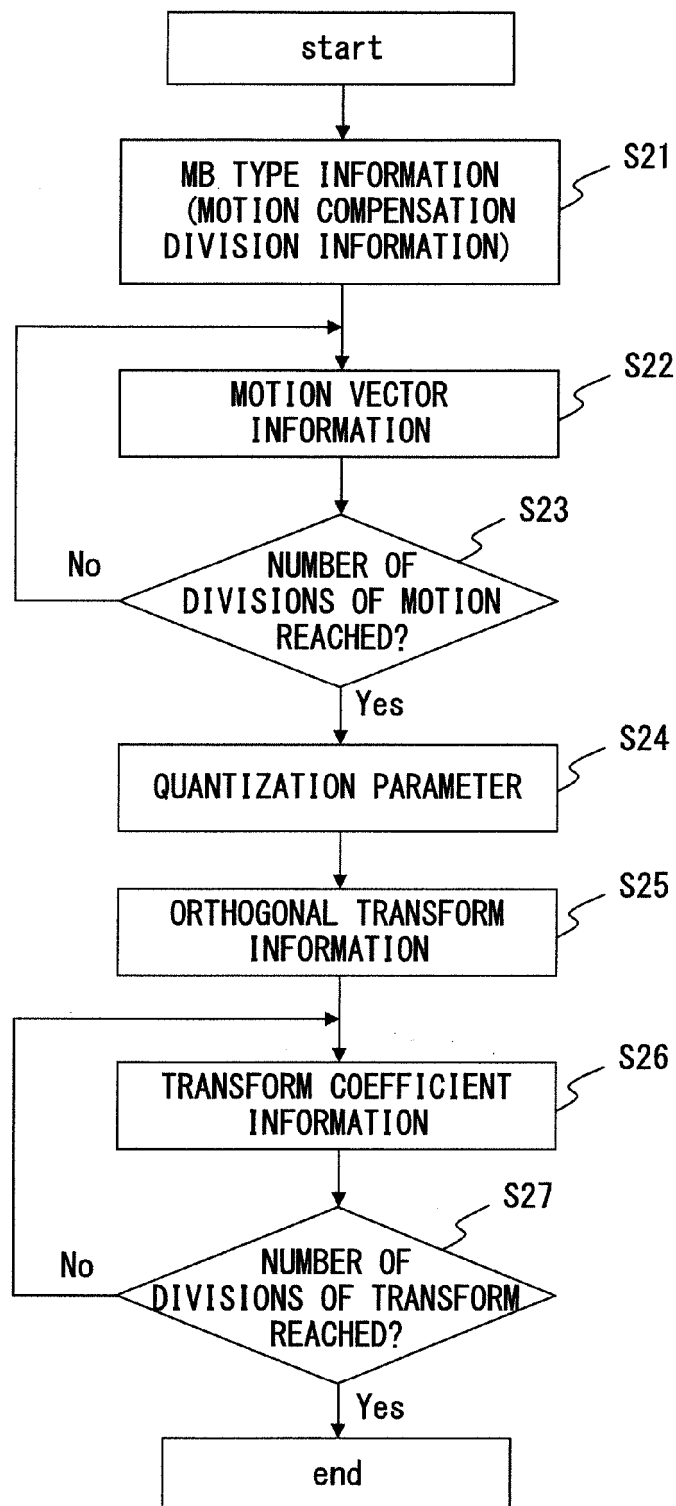 start
S21
MB TYPE INFORMATION
(MOTION COMPENSATION
DIVISION INFORMATION)
S22
MOTION VECTOR
INFORMATION
S23
No
NUMBER OF
DIVISIONS OF MOTION
REACHED?
Yes
S24
QUANTIZATION PARAMETER
S25
ORTHOGONAL TRANSFORM
INFORMATION
S26
TRANSFORM COEFFICIENT
INFORMATION
S27
No
NUMBER OF
DIVISIONS OF TRANSFORM
REACHED?
Yes
end